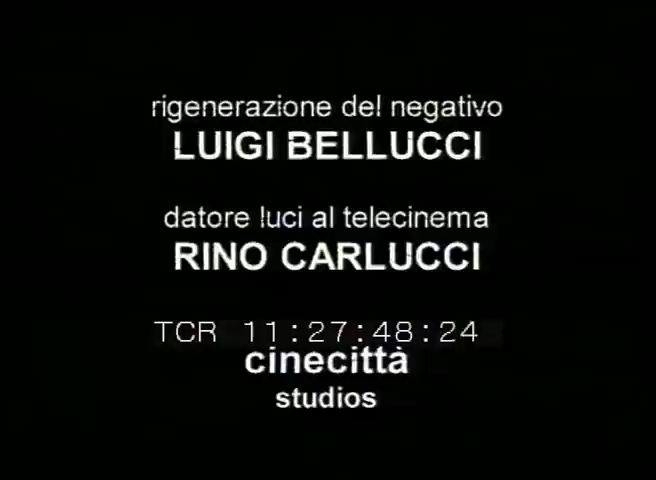 rigenerazione del negativo
LUIGI BELLUCCI
datore luci al telecinema
RINO CARLUCCI
TCR 11:27:48:24
cinecittà
studios